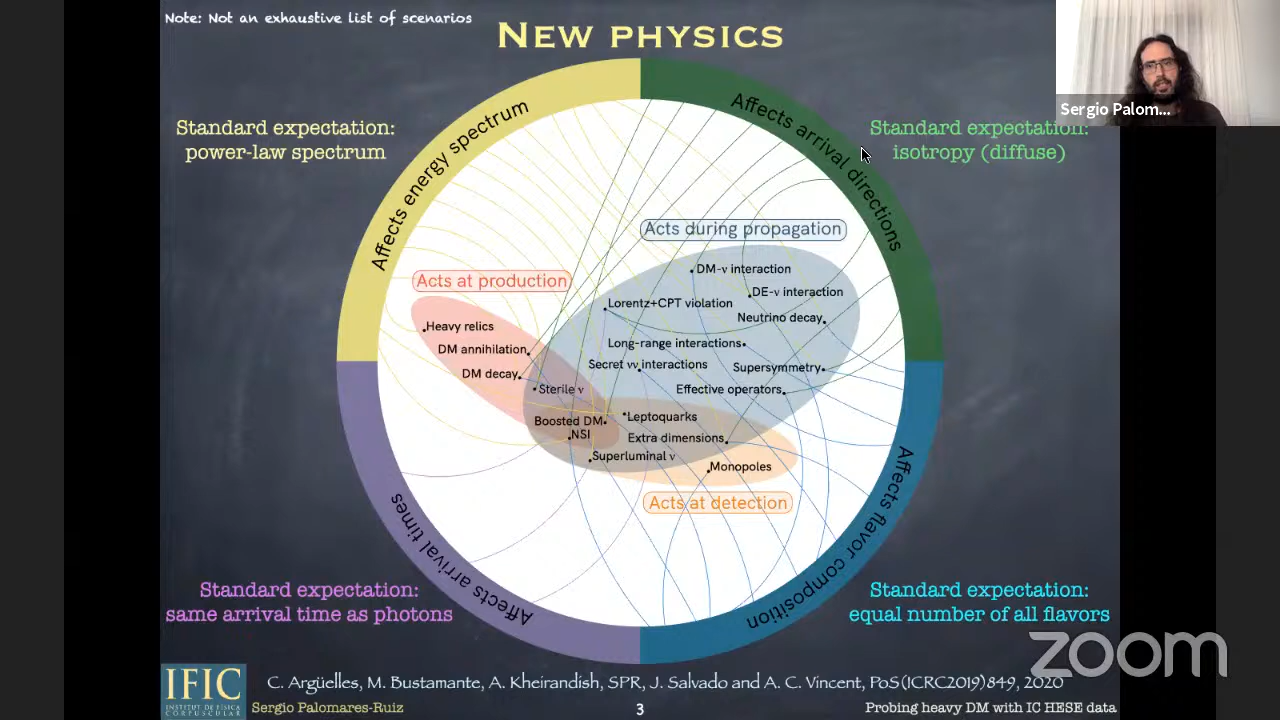 Note: Not an exhaustive list of scenarios
NEW PHYSICS
Sergio Palom...
Standard expectation:
power-law spectrum
Standard expectation:
isotropy (diffuse)
Affects energy spectrum
Affects arrival directions
Acts during propagation
Acts at production
DM-ν interaction
DE-ν interaction
Lorentz+CPT violation
Neutrino decay
Heavy relics
Long-range interactions
DM annihilation
Secret νν interactions
Supersymmetry
DM decay
Sterile ν
Effective operators
Boosted DM
Leptoquarks
NSI
Extra dimensions
Superluminal ν
Monopoles
Acts at detection
Affects arrival times
Affects flavor composition
Standard expectation:
same arrival time as photons
Standard expectation:
equal number of all flavors
zoom
IFIC
INSTITUT DE FÍSICA
CORPUSCULAR
C. Argüelles, M. Bustamante, A. Kheirandish, SPR, J. Salvado and A. C. Vincent, PoS(ICRC2019)849, 2020
Sergio Palomares-Ruiz
3
Probing heavy DM with IC HESE data